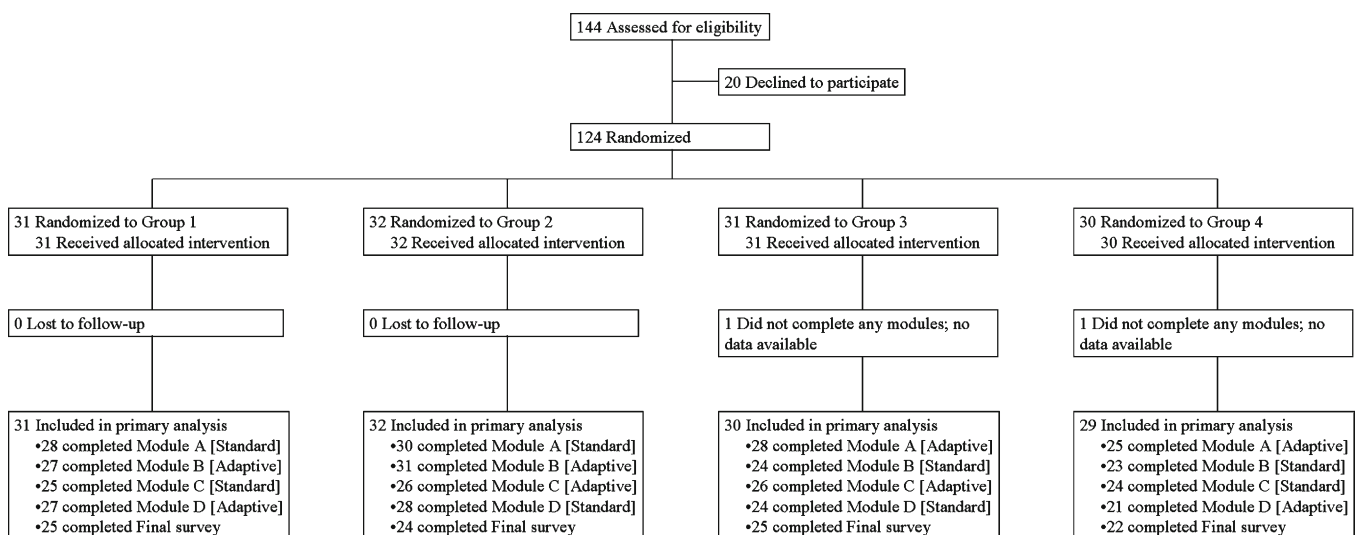 144 Assessed for eligibility
20 Declined to participate
124 Randomized
31 Randomized to Group 1
31 Received allocated intervention
32 Randomized to Group 2
32 Received allocated intervention
31 Randomized to Group 3
31 Received allocated intervention
30 Randomized to Group 4
30 Received allocated intervention
0 Lost to follow-up
0 Lost to follow-up
1 Did not complete any modules; no
data available
1 Did not complete any modules; no
data available
31 Included in primary analysis
•28 completed Module A [Standard]
•27 completed Module B [Adaptive]
•25 completed Module C [Standard]
•27 completed Module D [Adaptive]
•25 completed Final survey
32 Included in primary analysis
•30 completed Module A [Standard]
•31 completed Module B [Adaptive]
•26 completed Module C [Adaptive]
•28 completed Module D [Standard]
•24 completed Final survey
30 Included in primary analysis
•28 completed Module A [Adaptive]
•24 completed Module B [Standard]
•26 completed Module C [Adaptive]
•24 completed Module D [Standard]
•25 completed Final survey
29 Included in primary analysis
•25 completed Module A [Adaptive]
•23 completed Module B [Standard]
•24 completed Module C [Standard]
•21 completed Module D [Adaptive]
•22 completed Final survey